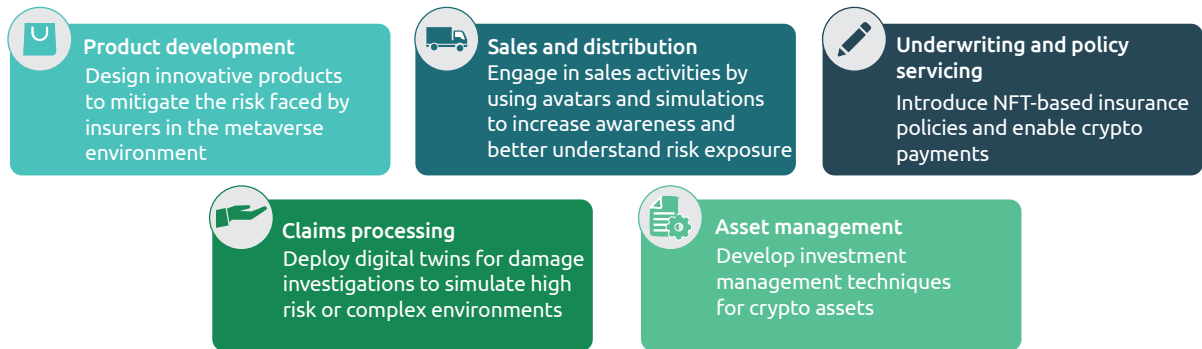 Product development
Design innovative products
to mitigate the risk faced by
insurers in the metaverse
environment
Sales and distribution
Engage in sales activities by
using avatars and simulations
to increase awareness and
better understand risk exposure
Underwriting and policy
servicing
Introduce NFT-based insurance
policies and enable crypto
payments
Claims processing
Deploy digital twins for damage
investigations to simulate high
risk or complex environments
Asset management
Develop investment
management techniques
for crypto assets